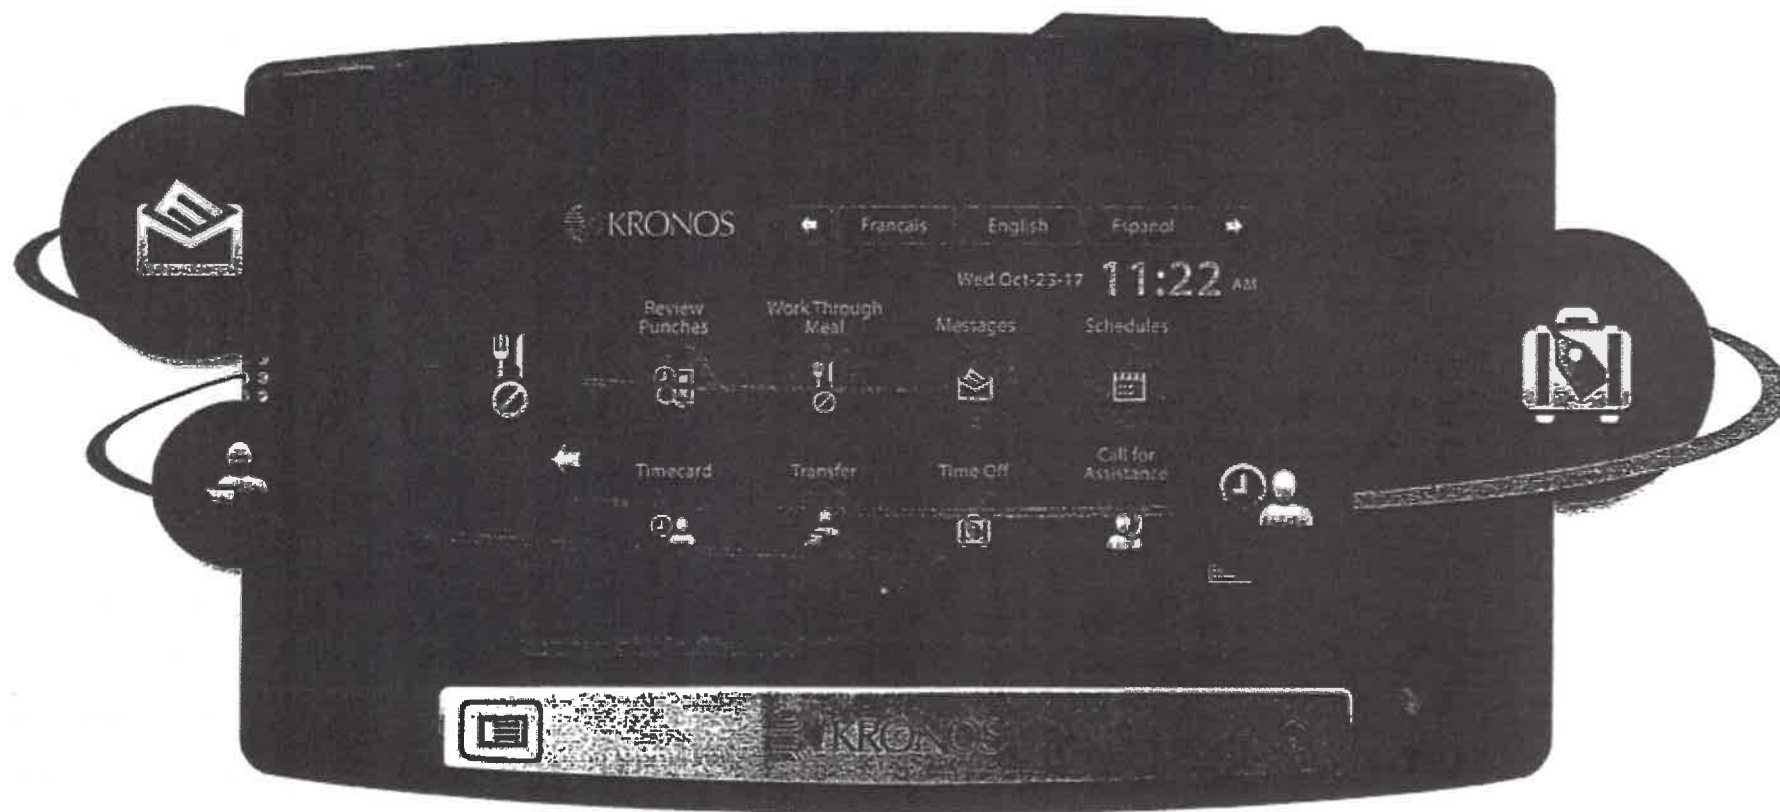 KRONOS
Francais English Espanol
Wed Oct-25-17 11:22 AM
Review Punches
Work Through Meal
Messages
Schedules
Timecard
Transfer
Time Off
Call for Assistance
KRONOS